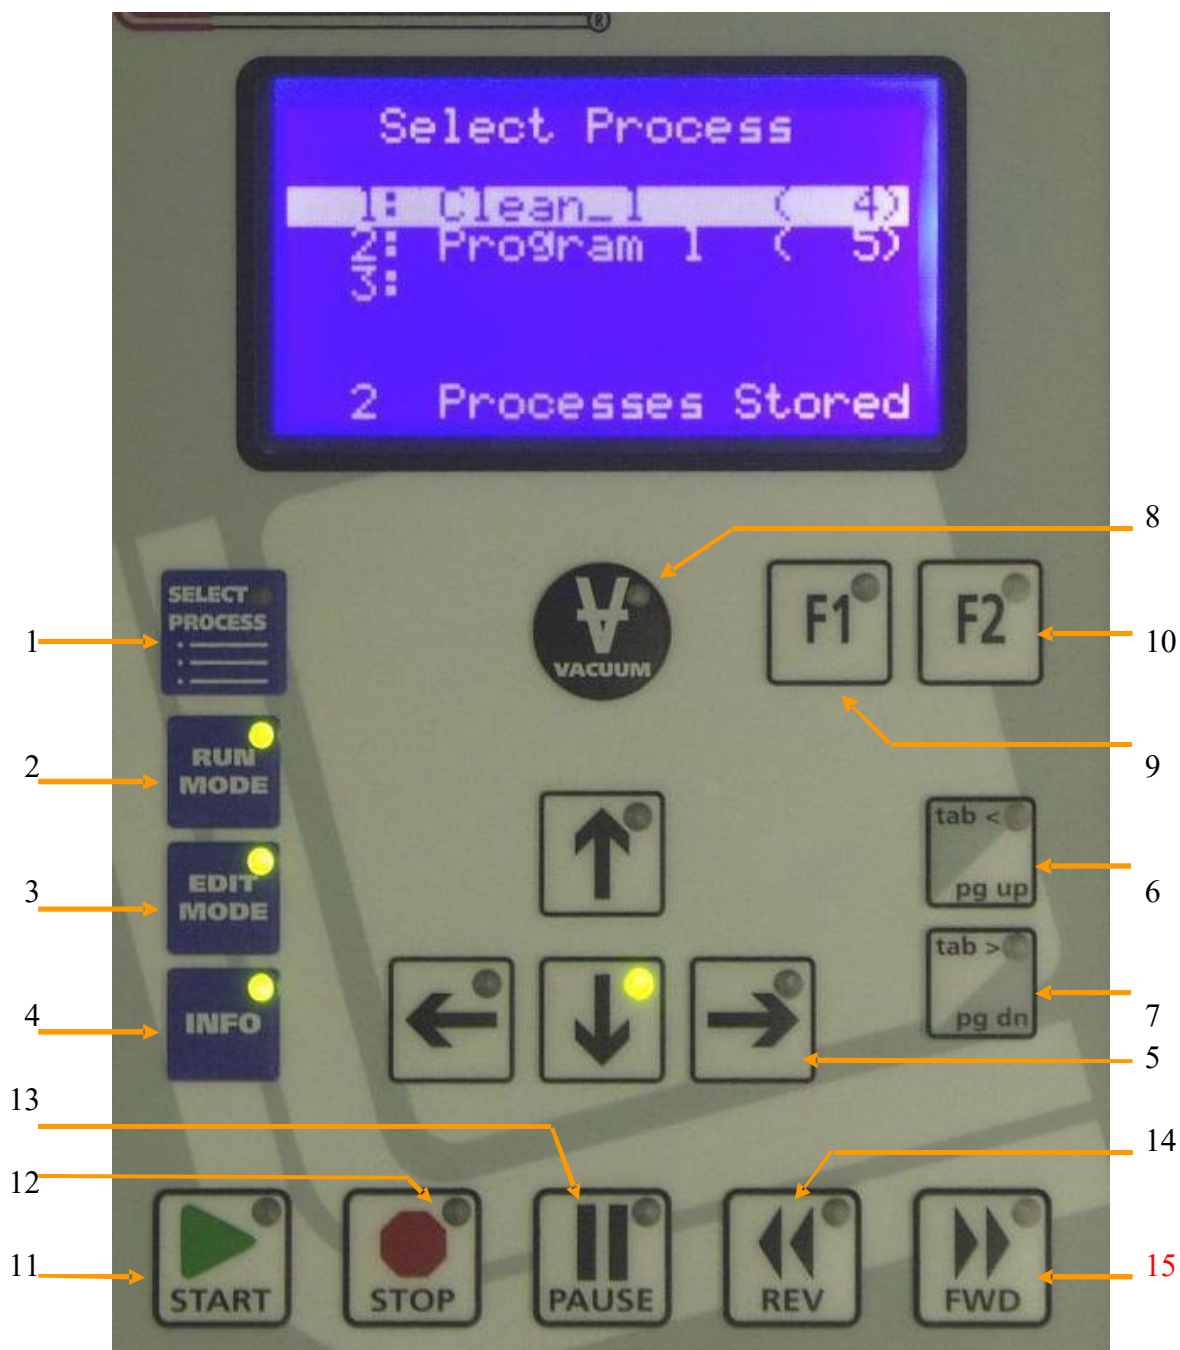 ®
Select Process
1: Clean_1 ( 4)
2: Program 1 ( 5)
3:
2 Processes Stored
8
SELECT
PROCESS
1
VACUUM
F1
F2
10
RUN
MODE
2
9
tab <
pg up
6
EDIT
MODE
3
tab >
pg dn
7
INFO
4
5
13
14
12
11
START
STOP
PAUSE
REV
FWD
15